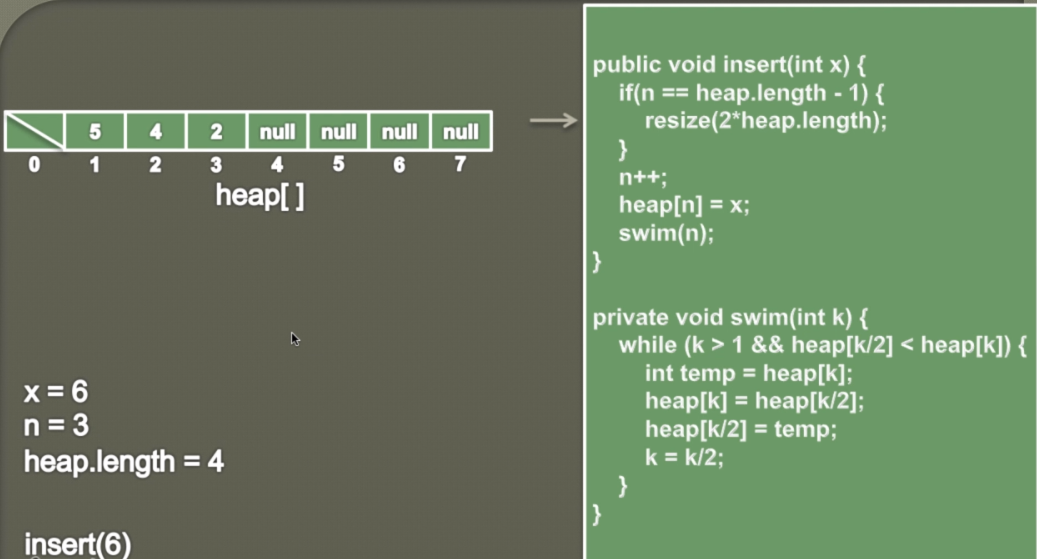 5 4 2 null null null null
0 1 2 3 4 5 6 7
heap[ ]
x = 6
n = 3
heap.length = 4
insert(6)
public void insert(int x) {
if(n == heap.length - 1) {
resize(2*heap.length);
}
n++;
heap[n] = x;
swim(n);
}
private void swim(int k) {
while (k > 1 && heap[k/2] < heap[k]) {
int temp = heap[k];
heap[k] = heap[k/2];
heap[k/2] = temp;
k = k/2;
}
}